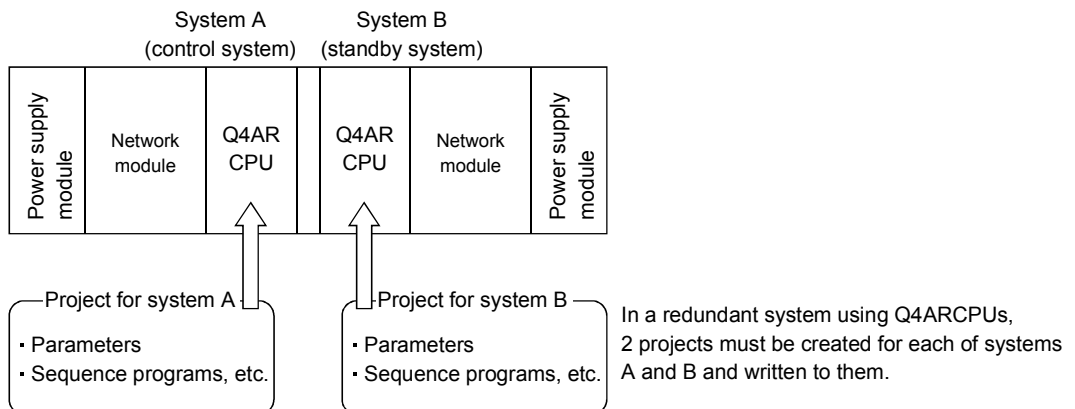 System A
(control system)
System B
(standby system)
Power supply
module
Network
module
Q4AR
CPU
Q4AR
CPU
Network
module
Power supply
module
Project for system A
· Parameters
· Sequence programs, etc.
Project for system B
· Parameters
· Sequence programs, etc.
In a redundant system using Q4ARCPUs,
2 projects must be created for each of systems
A and B and written to them.